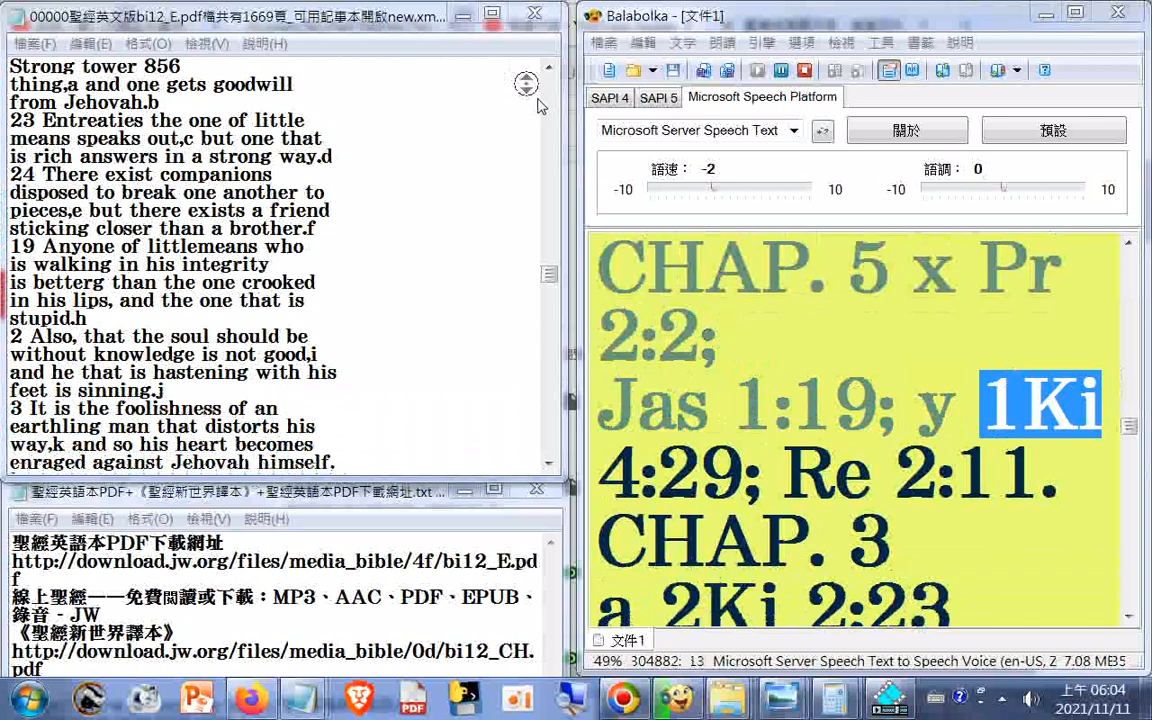 00000聖經英文版bi12_E.pdf檔共有1669頁_可用記事本開啟new.xm...
檔案(F) 編輯(E) 格式(O) 檢視(V) 說明(H)
Strong tower 856
thing,a and one gets goodwill
from Jehovah.b
23 Entreaties the one of little
means speaks out,c but one that
is rich answers in a strong way.d
24 There exist companions
disposed to break one another to
pieces,e but there exists a friend
sticking closer than a brother.f
19 Anyone of littlemeans who
is walking in his integrity
is betterg than the one crooked
in his lips, and the one that is
stupid.h
2 Also, that the soul should be
without knowledge is not good,i
and he that is hastening with his
feet is sinning.j
3 It is the foolishness of an
earthling man that distorts his
way,k and so his heart becomes
enraged against Jehovah himself.
聖經英語本PDF+《聖經新世界譯本》+聖經英語本PDF下載網址.txt ...
檔案(F) 編輯(E) 格式(O) 檢視(V) 說明(H)
聖經英語本PDF下載網址
http://download.jw.org/files/media_bible/4f/bi12_E.pd
f
線上聖經——免費閱讀或下載：MP3、AAC、PDF、EPUB、
錄音 - JW
《聖經新世界譯本》
http://download.jw.org/files/media_bible/0d/bi12_CH.
pdf
Balabolka - [文件1]
檔案 編輯 文字 朗讀 引擎 選項 檢視 工具 書籤 說明
SAPI 4 SAPI 5 Microsoft Speech Platform
Microsoft Server Speech Text 關於 預設
語速： -2 語調： 0
-10 10 -10 10
CHAP. 5 x Pr
2:2;
Jas 1:19; y 1Ki
4:29; Re 2:11.
CHAP. 3
a 2Ki 2:23
文件1
49% 304882: 13 Microsoft Server Speech Text to Speech Voice (en-US, Z 7.08 MB
上午 06:04
2021/11/11